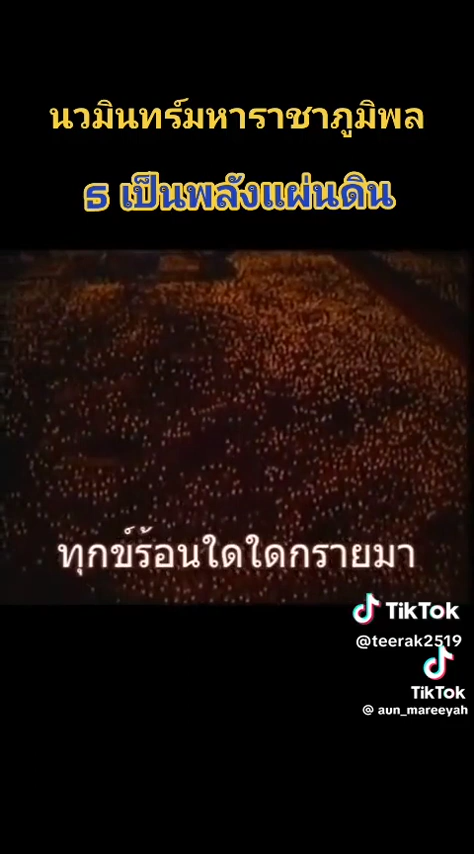 นวมินทร์มหาราชาภูมิพล
ธ เป็นพลังแผ่นดิน
ทุกข์ร้อนใดใดกรายมา
TikTok
@teerak2519
TikTok
@ aun_mareeyah